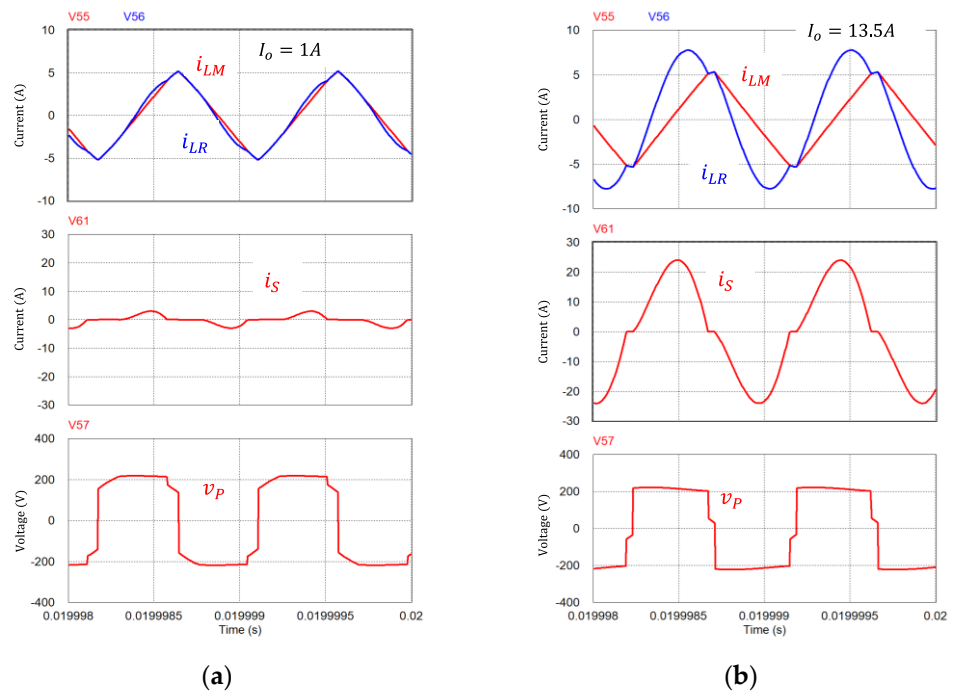 V55 V56
10
5
0
-5
-10
Current (A)
I_o = 1A
i_LM
i_LR
V61
30
20
10
0
-10
-20
-30
Current (A)
i_S
V57
400
200
0
-200
-400
Voltage (V)
v_P
0.019998 0.0199985 0.019999 0.0199995 0.02
Time (s)
(a)
V55 V56
10
5
0
-5
-10
Current (A)
I_o = 13.5A
i_LM
i_LR
V61
30
20
10
0
-10
-20
-30
Current (A)
i_S
V57
400
200
0
-200
-400
Voltage (V)
v_P
0.019998 0.0199985 0.019999 0.0199995 0.02
Time (s)
(b)